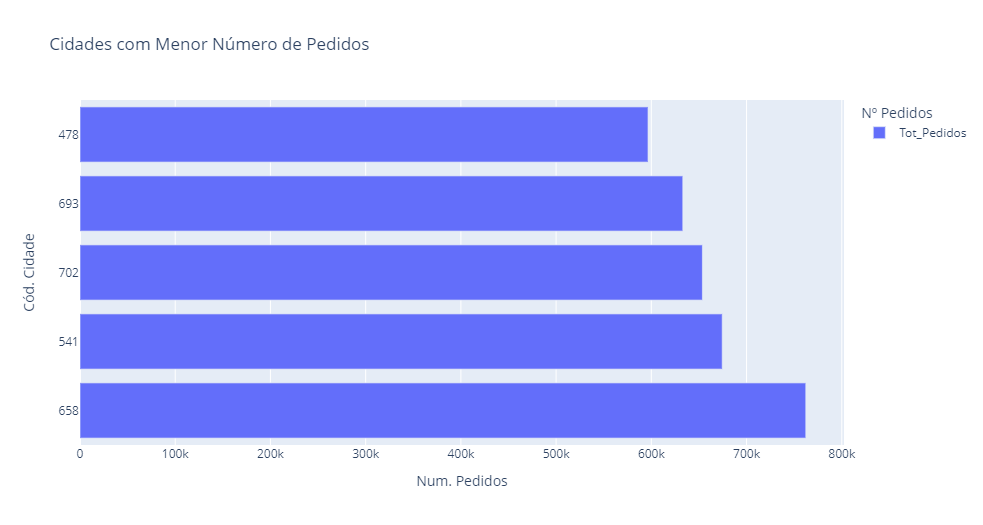 Cidades com Menor Número de Pedidos
Nº Pedidos
Tot_Pedidos
Cód. Cidade
478
693
702
541
658
0 100k 200k 300k 400k 500k 600k 700k 800k
Num. Pedidos